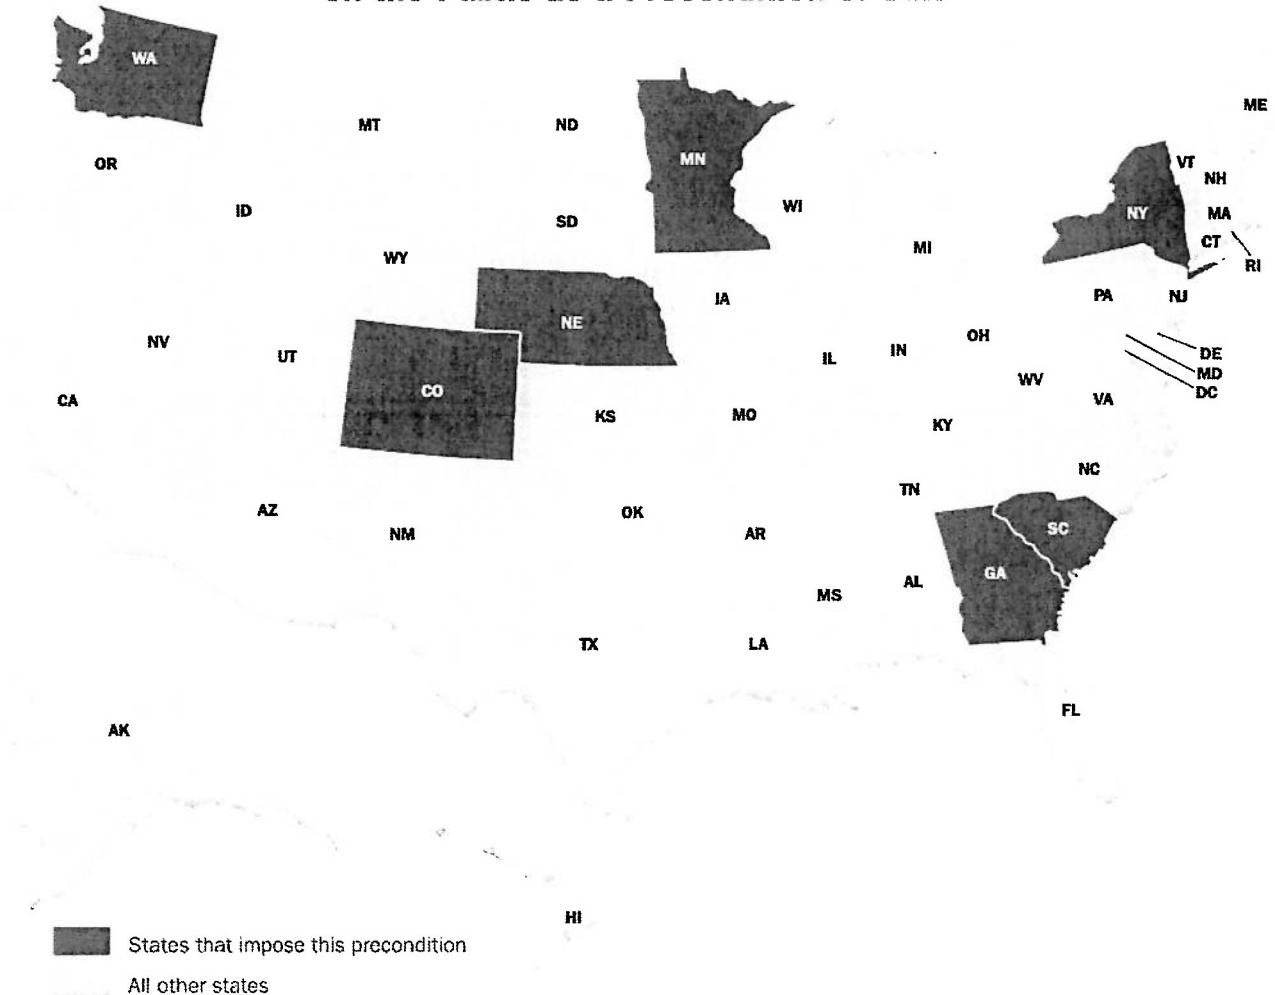 WA
ME
MT
ND
MN
OR
VT
NH
ID
WI
NY
MA
SD
CT
MI
WY
RI
IA
PA
NJ
NE
NV
UT
OH
IL
IN
DE
WV
MD
CO
DC
CA
VA
KS
MO
KY
NC
TN
AZ
OK
NM
AR
SC
GA
AL
MS
TX
LA
FL
AK
HI
States that impose this precondition
All other states